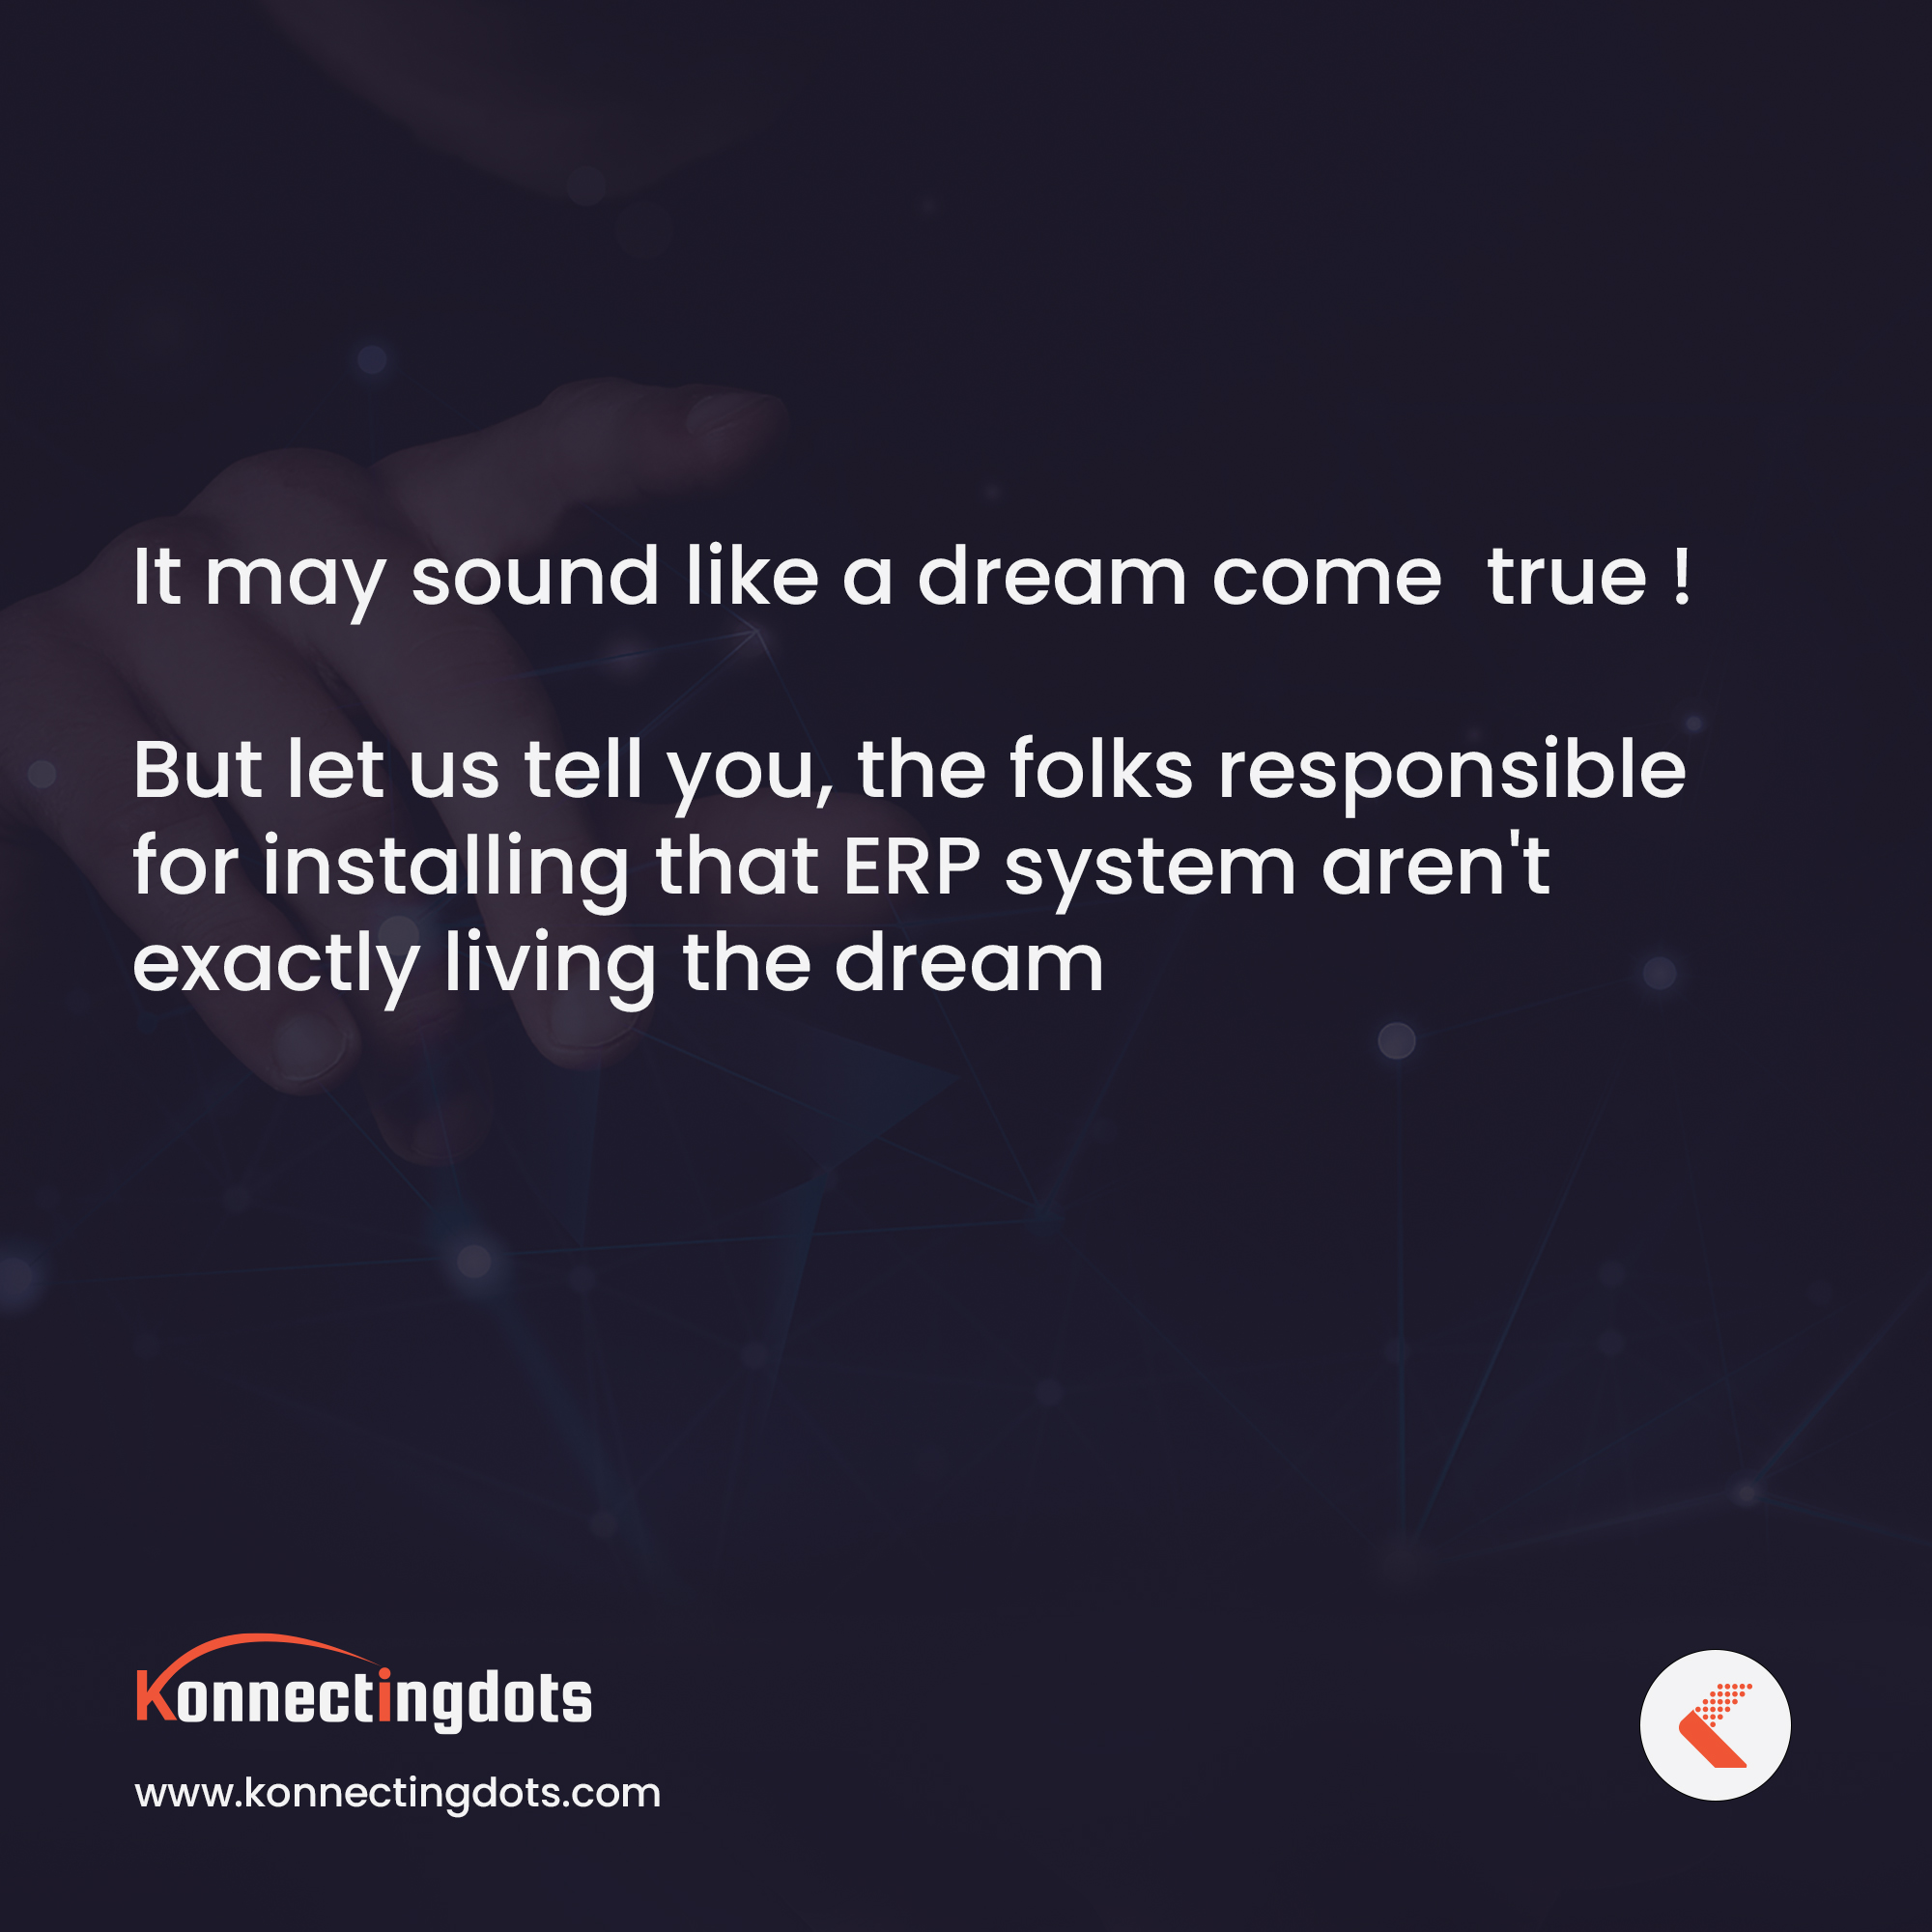 It may sound like a dream come  true !
But let us tell you, the folks responsible
for installing that ERP system aren't
exactly living the dream
Konnectingdots
www.konnectingdots.com